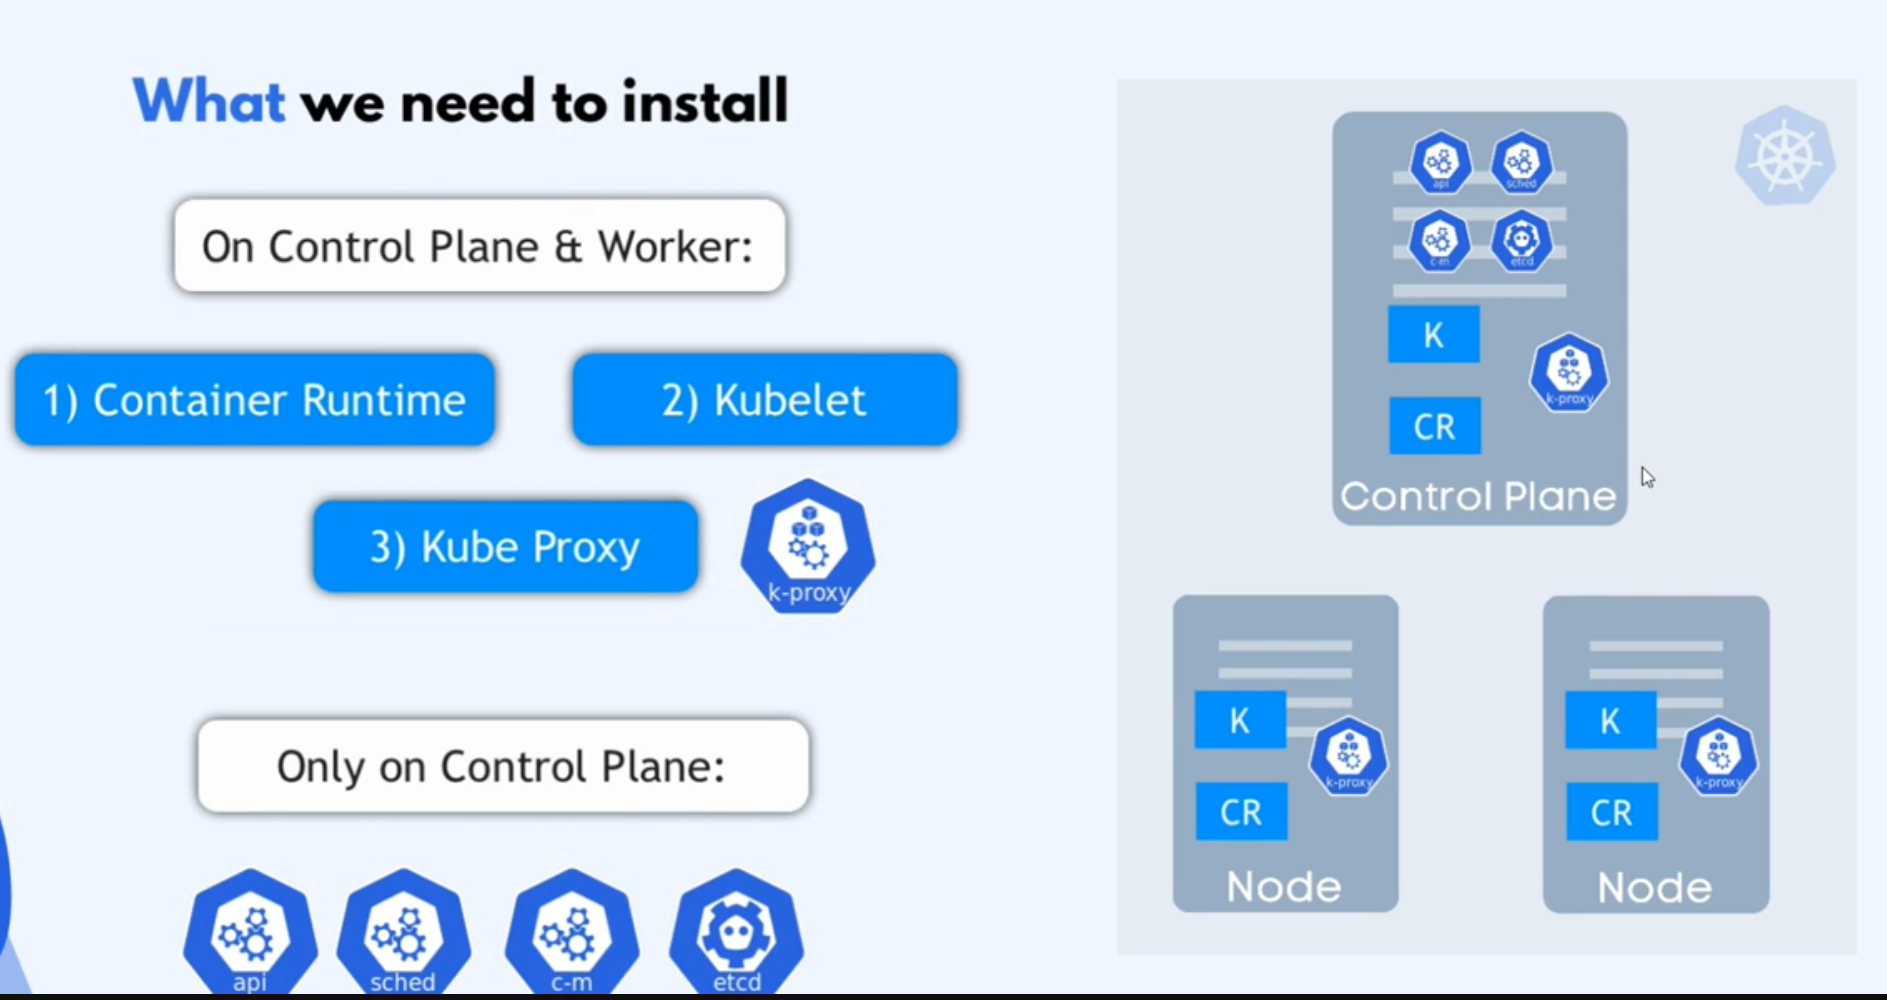 What we need to install
On Control Plane & Worker:
1) Container Runtime
2) Kubelet
3) Kube Proxy
k-proxy
Only on Control Plane:
api
sched
c-m
etcd
api
sched
c-m
etcd
K
k-proxy
CR
Control Plane
K
k-proxy
CR
Node
K
k-proxy
CR
Node